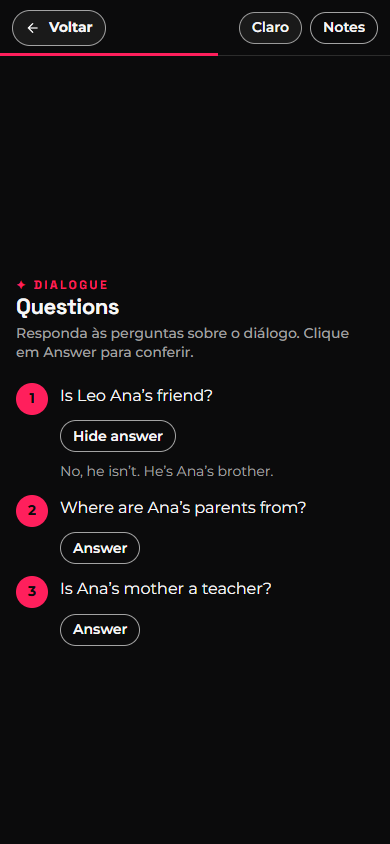 ← Voltar
Claro
Notes
✦ DIALOGUE
Questions
Responda às perguntas sobre o diálogo. Clique
em Answer para conferir.
1 Is Leo Ana’s friend?
Hide answer
No, he isn’t. He’s Ana’s brother.
2 Where are Ana’s parents from?
Answer
3 Is Ana’s mother a teacher?
Answer